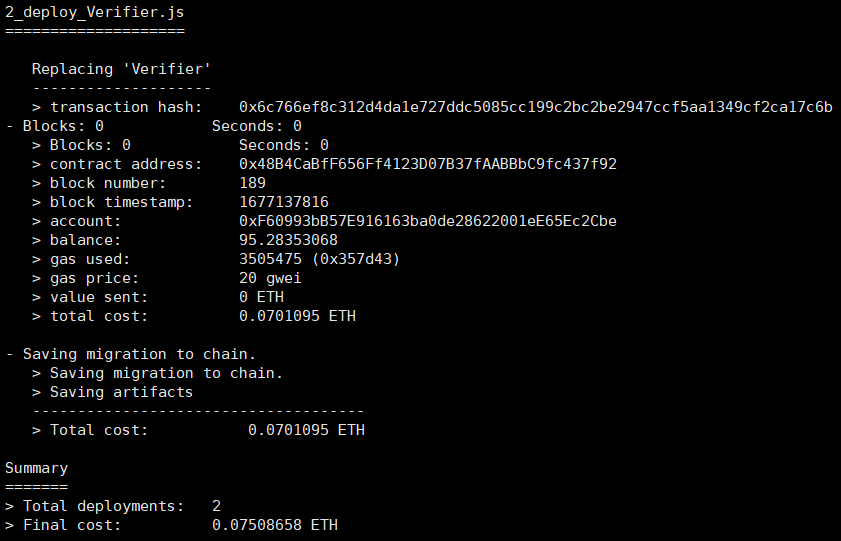 2_deploy_Verifier.js
====================
Replacing 'Verifier'
--------------------
> transaction hash: 0x6c766ef8c312d4da1e727ddc5085cc199c2bc2be2947ccf5aa1349cf2ca17c6b
- Blocks: 0 Seconds: 0
> Blocks: 0 Seconds: 0
> contract address: 0x48B4CaBfF656Ff4123D07B37fAABBbC9fc437f92
> block number: 189
> block timestamp: 1677137816
> account: 0xF60993bB57E916163ba0de28622001eE65Ec2Cbe
> balance: 95.28353068
> gas used: 3505475 (0x357d43)
> gas price: 20 gwei
> value sent: 0 ETH
> total cost: 0.0701095 ETH
- Saving migration to chain.
> Saving migration to chain.
> Saving artifacts
-------------------------------------
> Total cost: 0.0701095 ETH
Summary
=======
> Total deployments: 2
> Final cost: 0.07508658 ETH